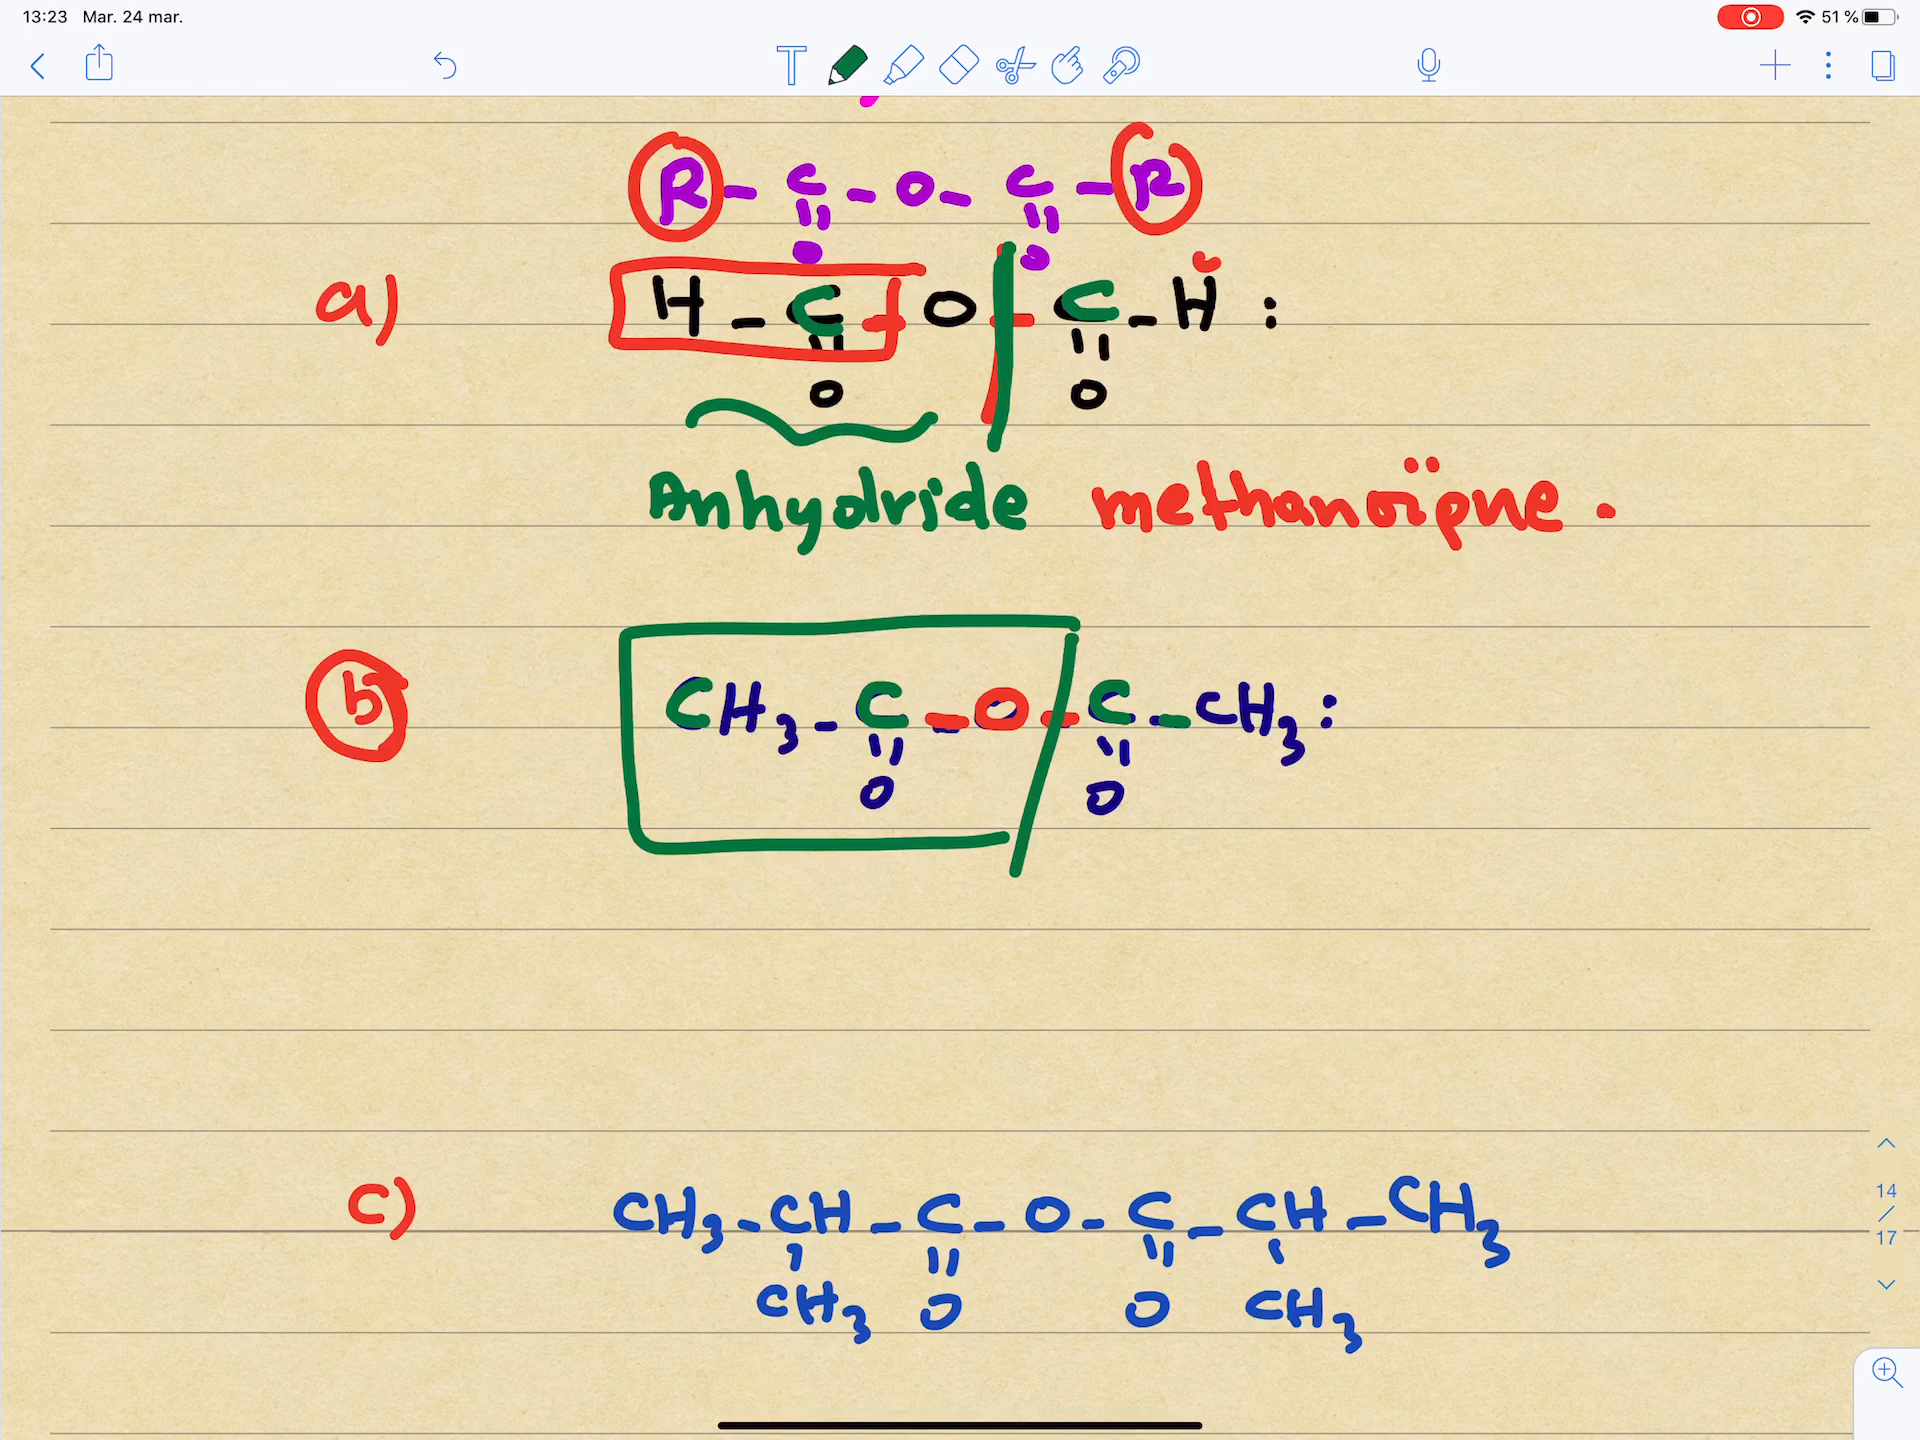 13:23 Mar. 24 mar. 51 %
R - C - O - C - R
O O
a) H - C - O - C - H :
O O
Anhydride methanoïque.
b CH3 - C - O - C - CH3 :
O O
c) CH3 - CH - C - O - C - CH - CH3
CH3 O O CH3
14
/
17